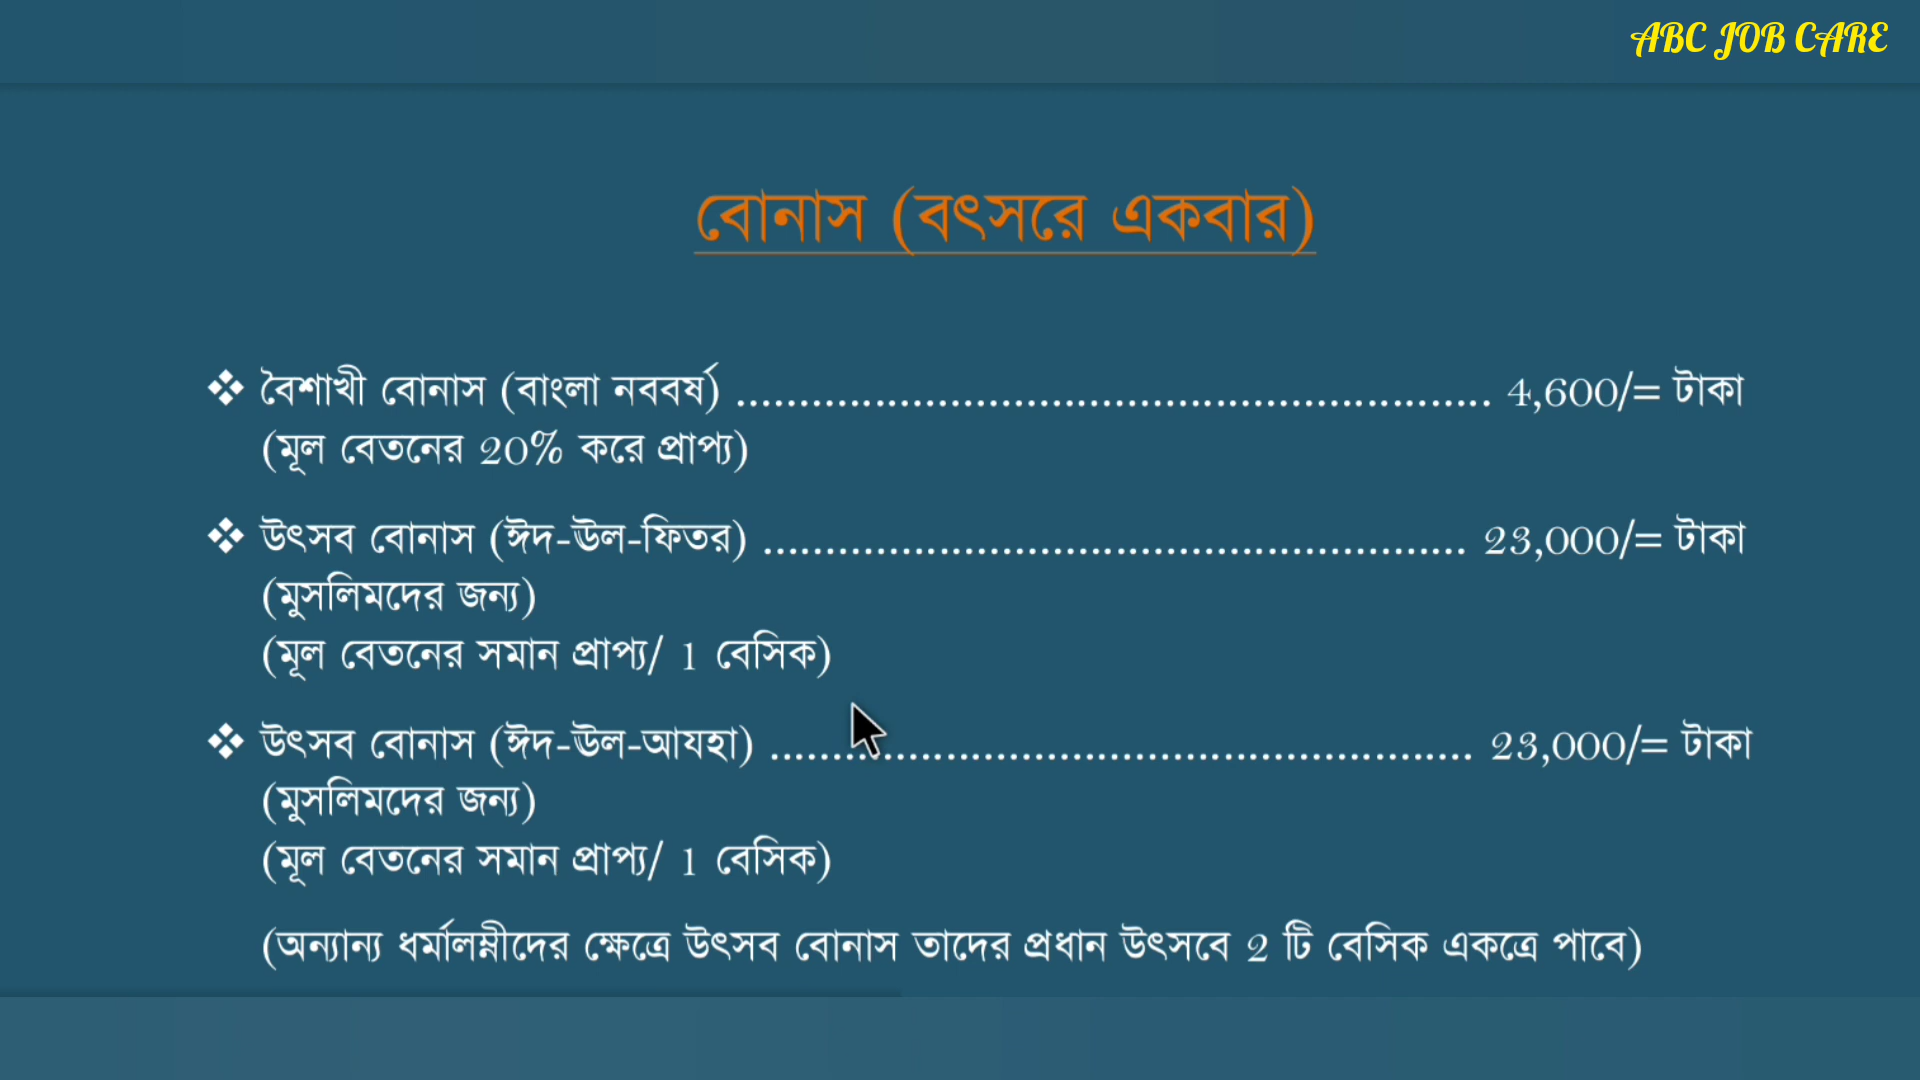 ABC JOB CARE
বোনাস (বৎসরে একবার)
❖ বৈশাখী বোনাস (বাংলা নববর্ষ) ............................................................ 4,600/= টাকা
(মূল বেতনের 20% করে প্রাপ্য)
❖ উৎসব বোনাস (ঈদ-ঊল-ফিতর) ........................................................ 23,000/= টাকা
(মুসলিমদের জন্য)
(মূল বেতনের সমান প্রাপ্য/ 1 বেসিক)
❖ উৎসব বোনাস (ঈদ-ঊল-আযহা) ........................................................ 23,000/= টাকা
(মুসলিমদের জন্য)
(মূল বেতনের সমান প্রাপ্য/ 1 বেসিক)
(অন্যান্য ধর্মালম্নীদের ক্ষেত্রে উৎসব বোনাস তাদের প্রধান উৎসবে 2 টি বেসিক একত্রে পাবে)